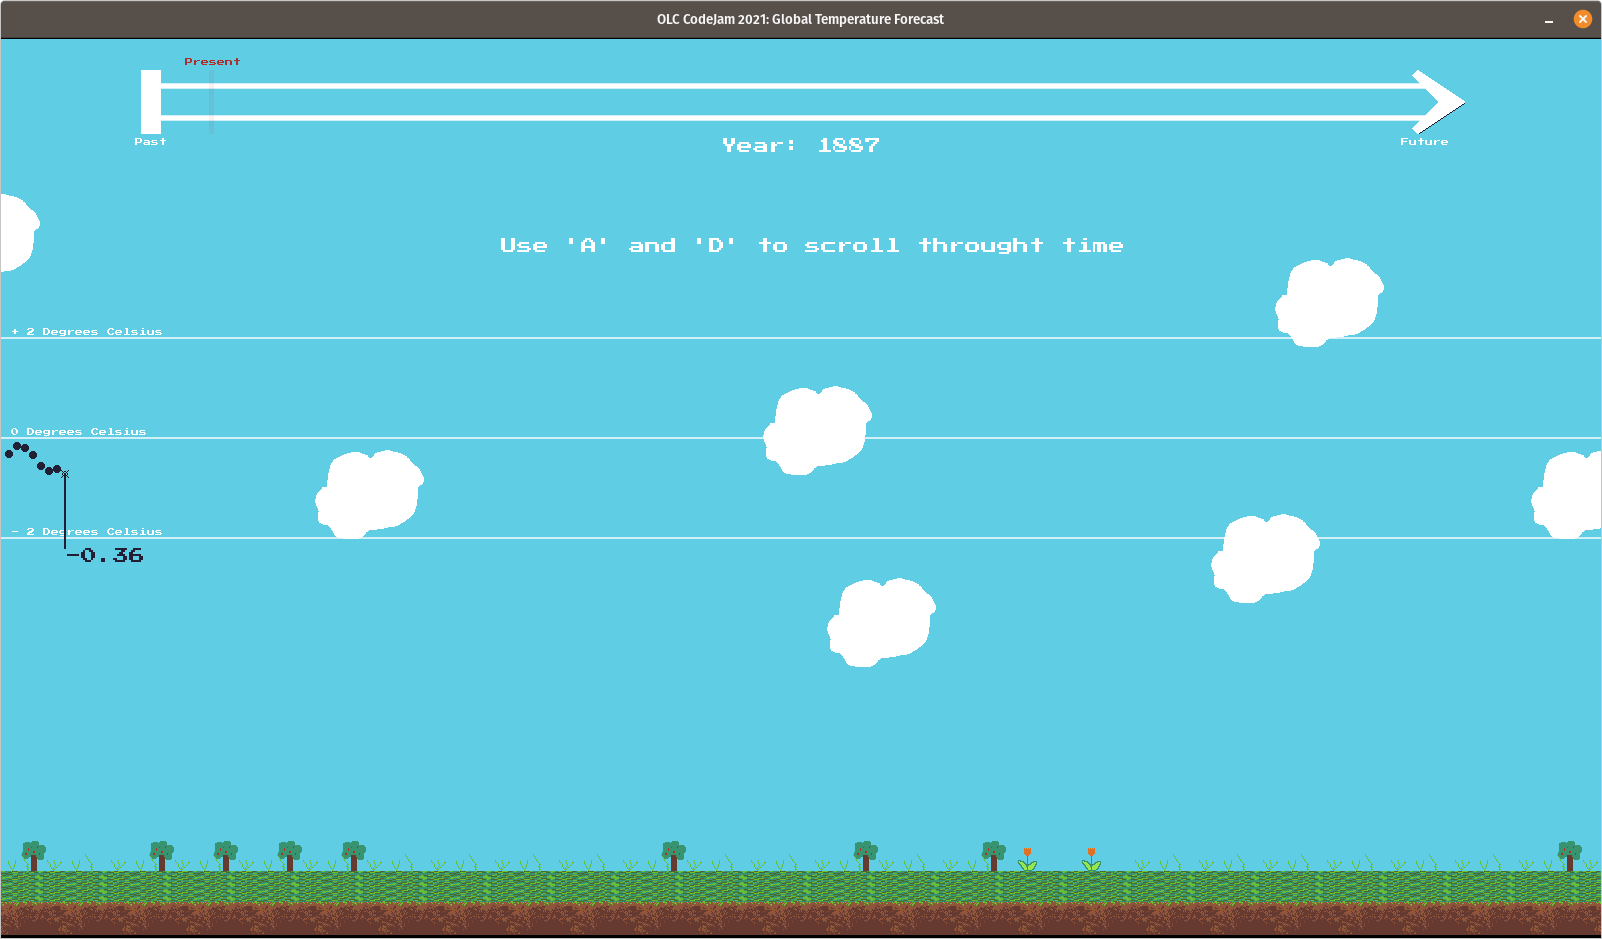 OLC CodeJam 2021: Global Temperature Forecast
Present
Past
Future
Year: 1887
Use 'A' and 'D' to scroll throught time
+ 2 Degrees Celsius
0 Degrees Celsius
- 2 Degrees Celsius
-0.36